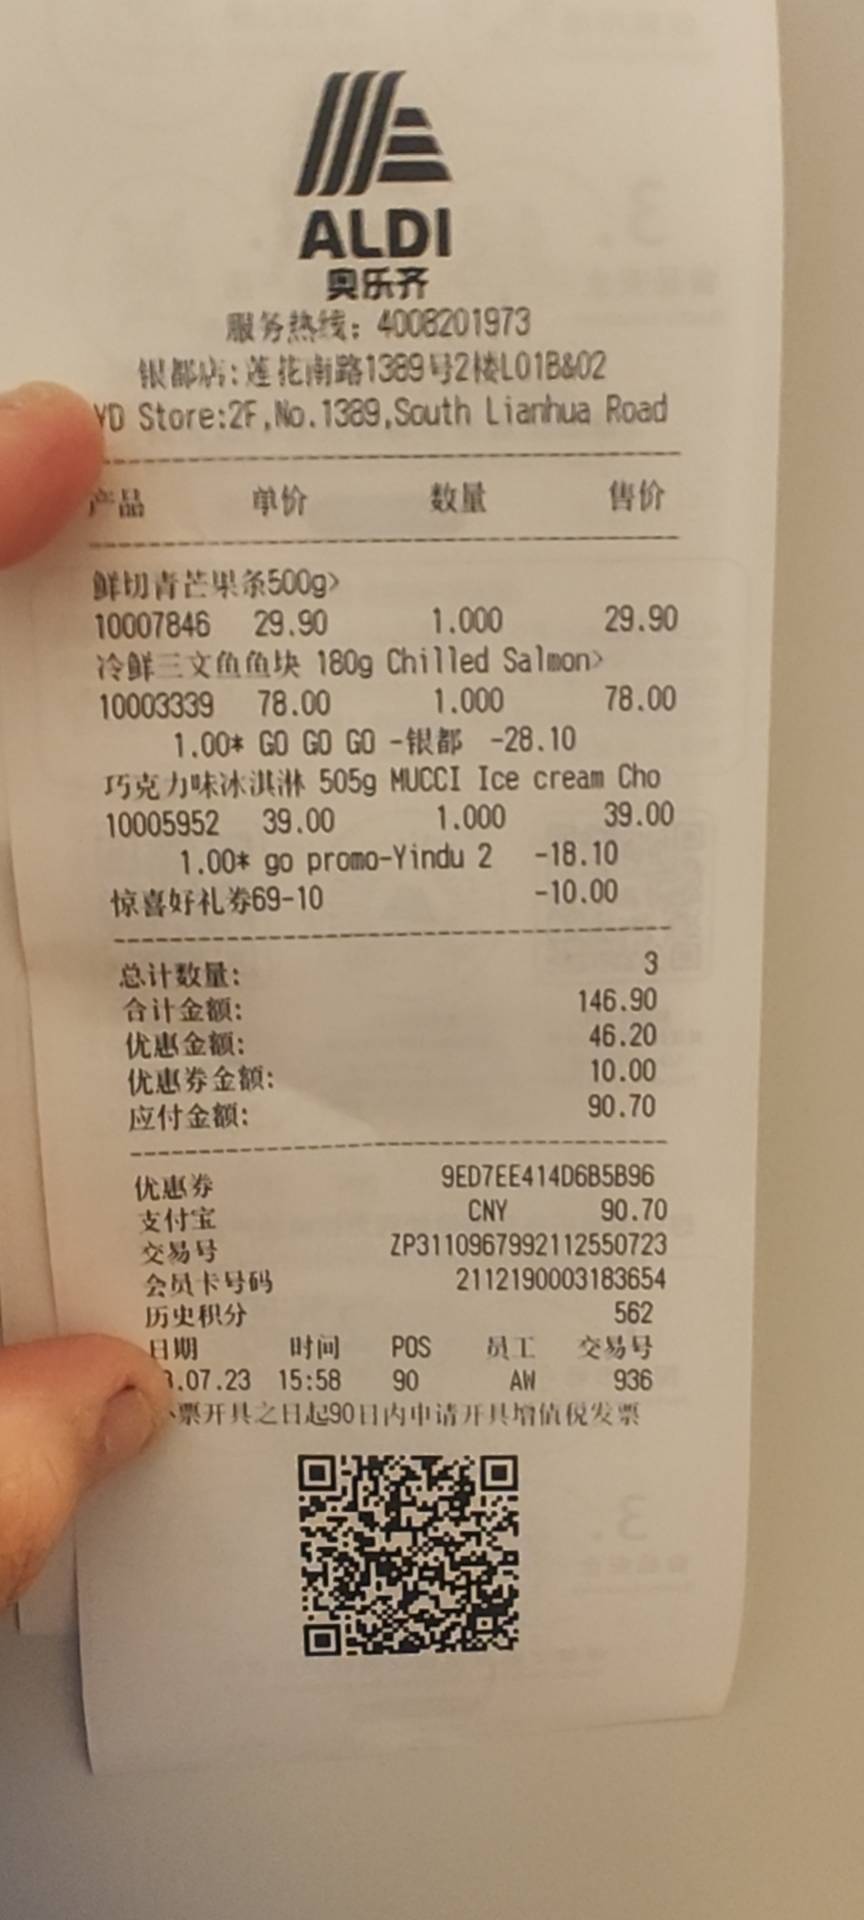 ALDI
奥乐齐
服务热线: 4008201973
银都店:莲花南路1389号2楼L01B&02
YD Store:2F,No.1389,South Lianhua Road
产品 单价 数量 售价
鲜切青芒果条500g>
10007846 29.90 1.000 29.90
冷鲜三文鱼鱼块 180g Chilled Salmon>
10003339 78.00 1.000 78.00
1.00* GO GO GO -银都 -28.10
巧克力味冰淇淋 505g MUCCI Ice cream Cho
10005952 39.00 1.000 39.00
1.00* go promo-Yindu 2 -18.10
惊喜好礼券69-10 -10.00
总计数量: 3
合计金额: 146.90
优惠金额: 46.20
优惠券金额: 10.00
应付金额: 90.70
优惠券 9ED7EE414D6B5B96
支付宝 CNY 90.70
交易号 ZP3110967992112550723
会员卡号码 2112190003183654
历史积分 562
日期 时间 POS 员工 交易号
.07.23 15:58 90 AW 936
票开具之日起90日内申请开具增值税发票